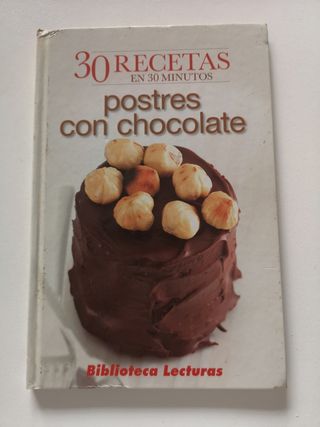 30 RECETAS
EN 30 MINUTOS
postres
con chocolate
Biblioteca Lecturas